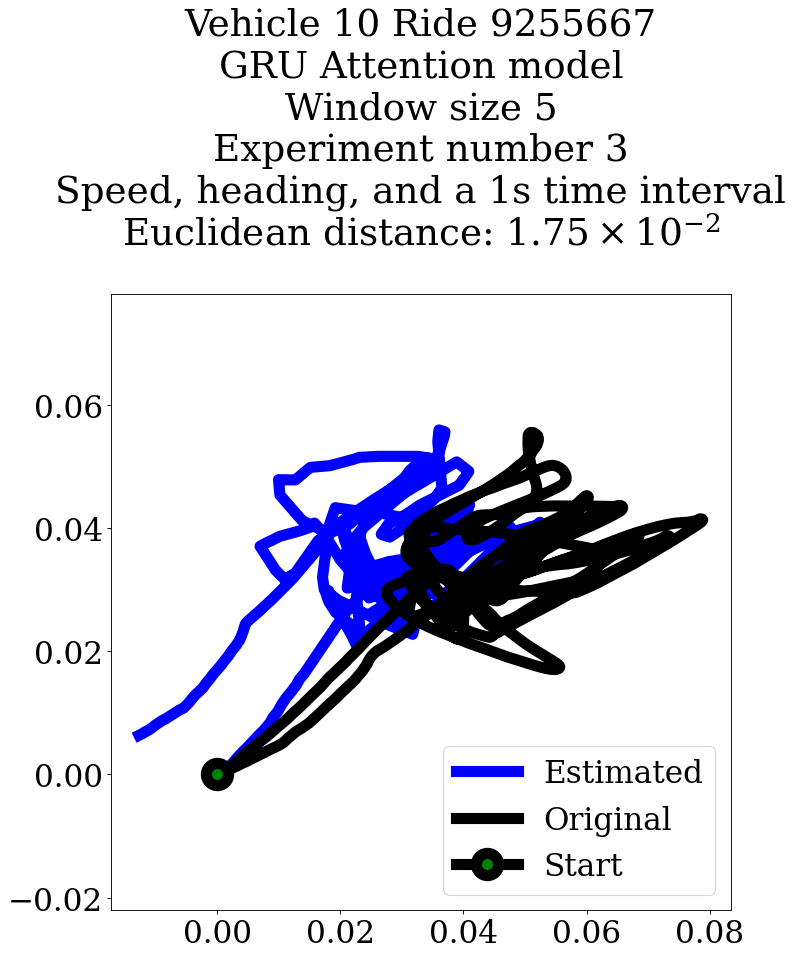 Vehicle 10 Ride 9255667
GRU Attention model
Window size 5
Experiment number 3
Speed, heading, and a 1s time interval
Euclidean distance: 1.75 × 10⁻²
0.06
0.04
0.02
0.00
−0.02
Estimated
Original
Start
0.00 0.02 0.04 0.06 0.08